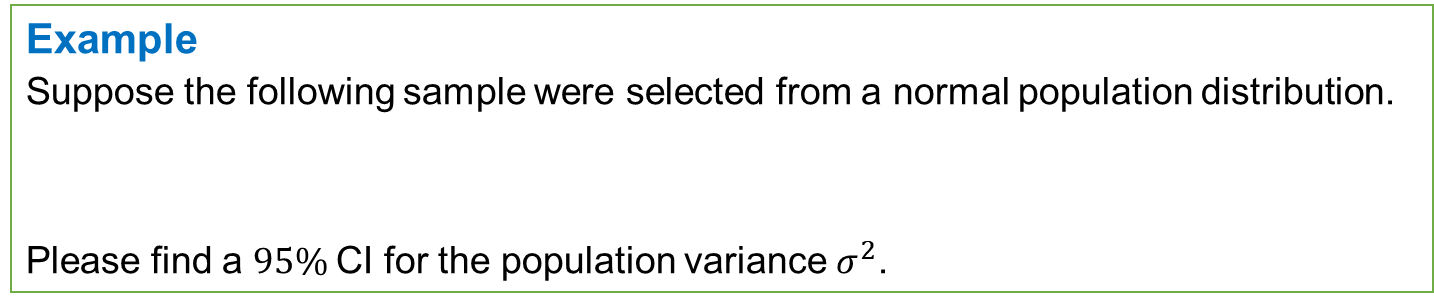 Example
Suppose the following sample were selected from a normal population distribution.
Please find a 95% CI for the population variance σ².